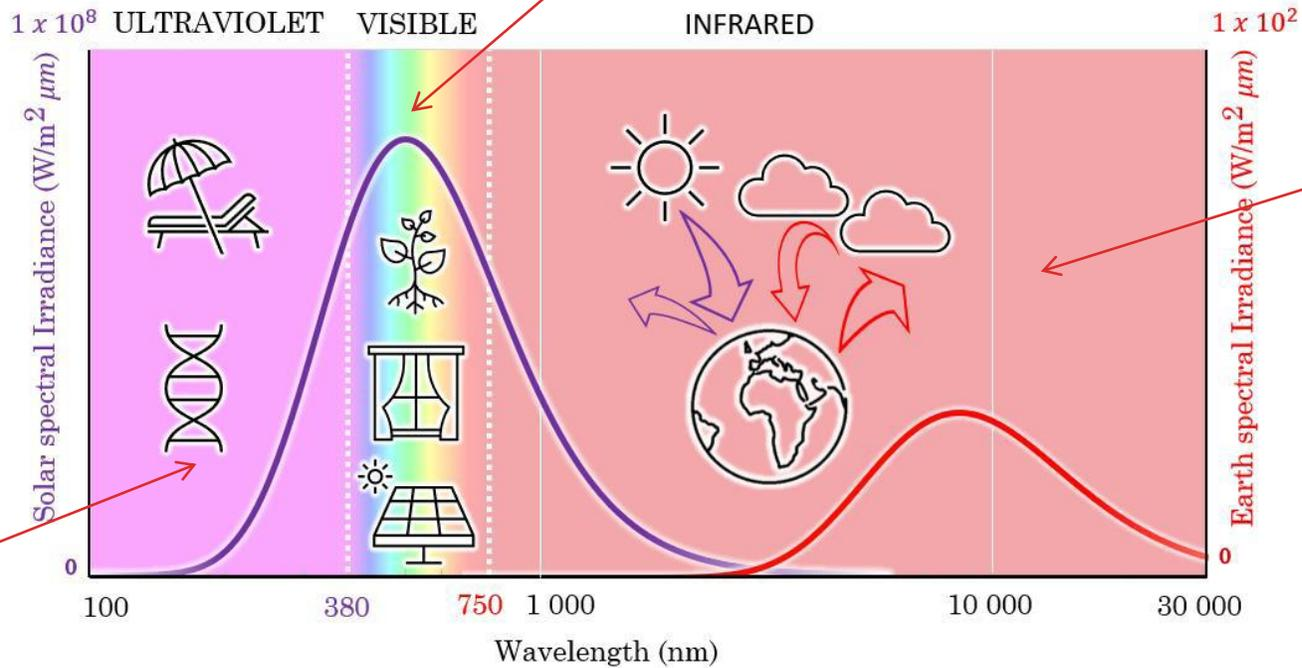 1 x 10⁸ ULTRAVIOLET VISIBLE INFRARED 1 x 10²
Solar spectral Irradiance (W/m² μm)
Earth spectral Irradiance (W/m² μm)
0
0
100 380 750 1 000 10 000 30 000
Wavelength (nm)